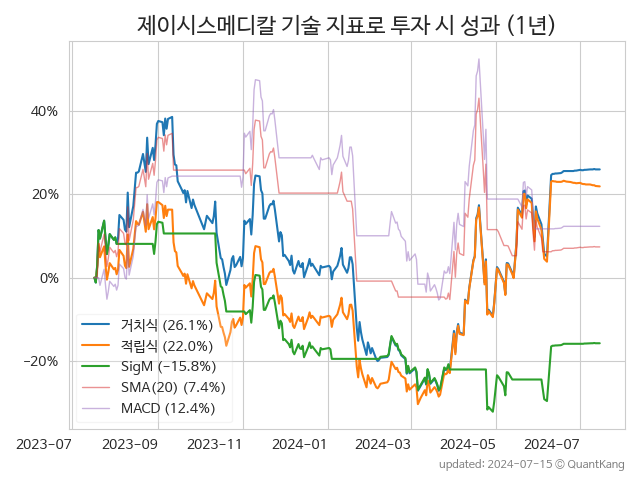 제이시스메디칼 기술 지표로 투자 시 성과 (1년)
40%
20%
0%
−20%
거치식 (26.1%)
적립식 (22.0%)
SigM (−15.8%)
SMA(20) (7.4%)
MACD (12.4%)
2023-07 2023-09 2023-11 2024-01 2024-03 2024-05 2024-07
updated: 2024-07-15 © QuantKang